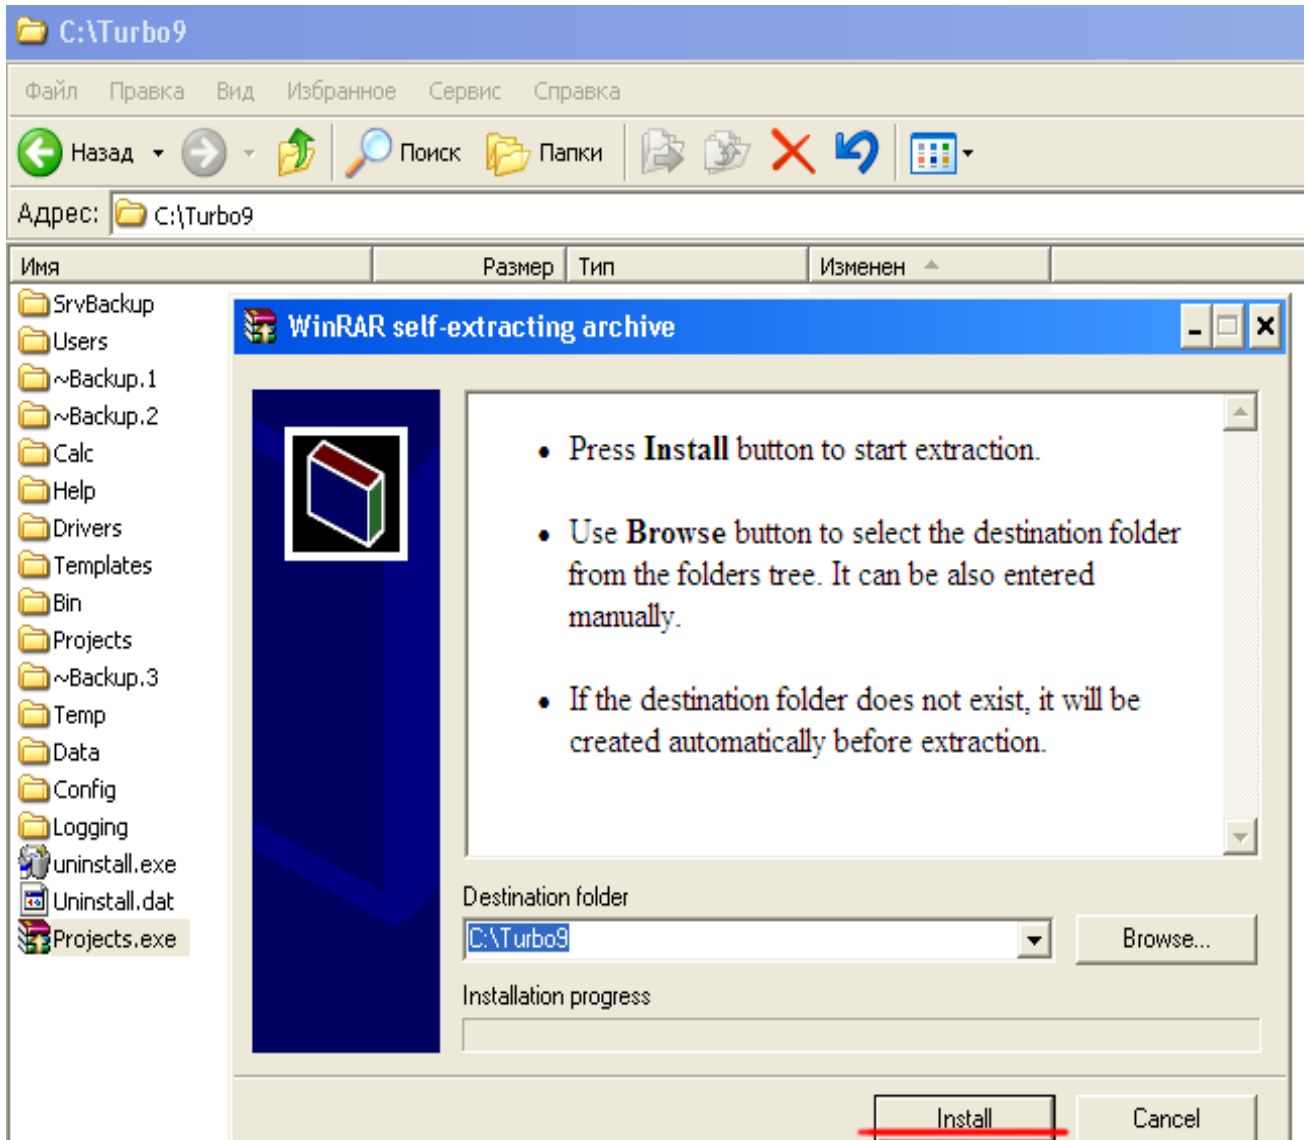 C:\Turbo9
Файл Правка Вид Избранное Сервис Справка
Назад Поиск Папки
Адрес: C:\Turbo9
Имя Размер Тип Изменен
SrvBackup
Users
~Backup.1
~Backup.2
Calc
Help
Drivers
Templates
Bin
Projects
~Backup.3
Temp
Data
Config
Logging
uninstall.exe
Uninstall.dat
Projects.exe
WinRAR self-extracting archive
• Press Install button to start extraction.
• Use Browse button to select the destination folder
from the folders tree. It can be also entered
manually.
• If the destination folder does not exist, it will be
created automatically before extraction.
Destination folder
C:\Turbo9
Browse...
Installation progress
Install Cancel